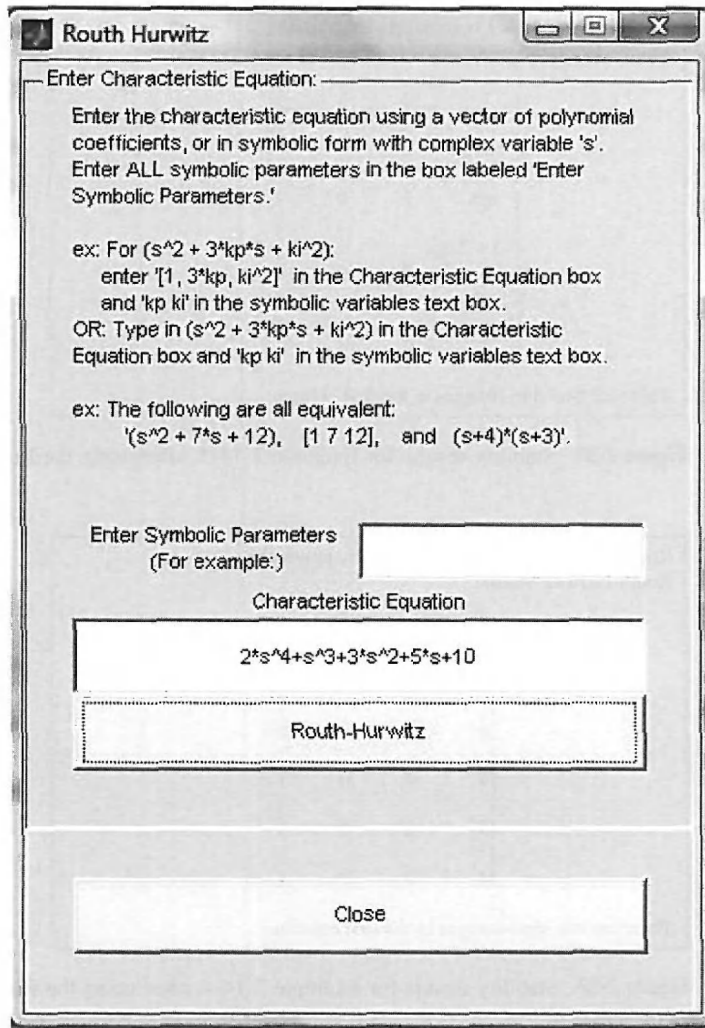 Routh Hurwitz
Enter Characteristic Equation:
Enter the characteristic equation using a vector of polynomial
coefficients, or in symbolic form with complex variable 's'.
Enter ALL symbolic parameters in the box labeled 'Enter
Symbolic Parameters.'
ex: For (s^2 + 3*kp*s + ki^2):
enter '[1, 3*kp, ki^2]' in the Characteristic Equation box
and 'kp ki' in the symbolic variables text box.
OR: Type in (s^2 + 3*kp*s + ki^2) in the Characteristic
Equation box and 'kp ki' in the symbolic variables text box.
ex: The following are all equivalent:
'(s^2 + 7*s + 12), [1 7 12], and (s+4)*(s+3)'.
Enter Symbolic Parameters
(For example:)
Characteristic Equation
2*s^4+s^3+3*s^2+5*s+10
Routh-Hurwitz
Close